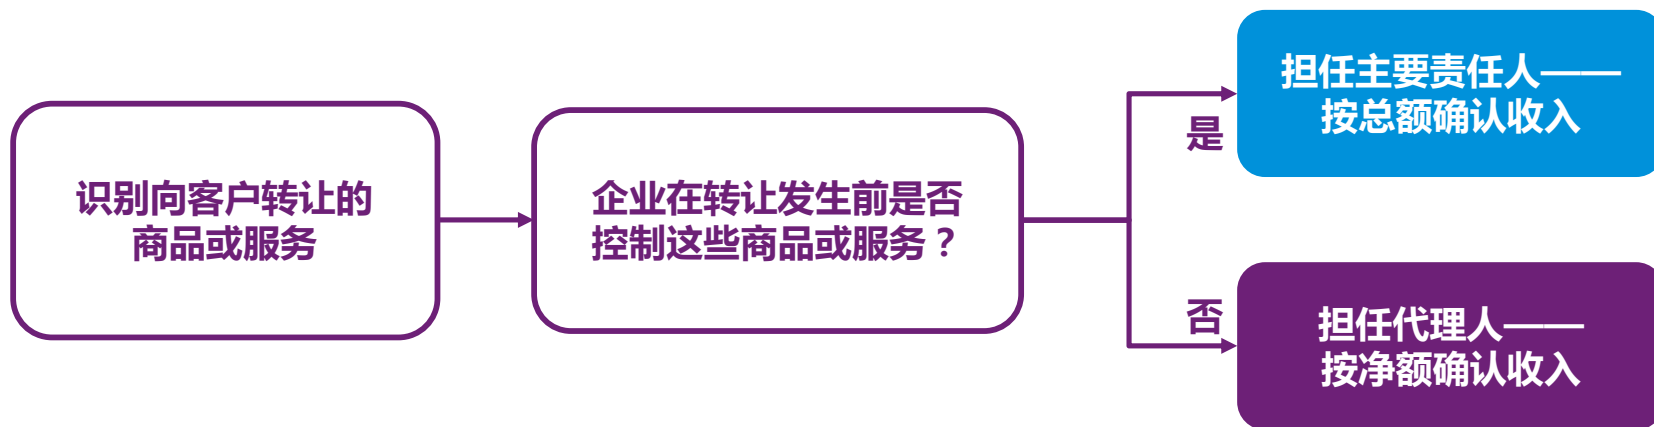 识别向客户转让的
商品或服务
企业在转让发生前是否
控制这些商品或服务？
是
担任主要责任人——
按总额确认收入
否
担任代理人——
按净额确认收入